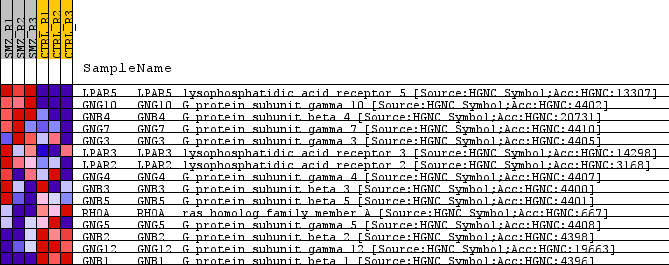 SMZ_R1
SMZ_R2
SMZ_R3
CTRL_R1
CTRL_R2
CTRL_R3
SampleName
LPAR5 LPAR5 lysophosphatidic acid receptor 5 [Source:HGNC Symbol;Acc:HGNC:13307]
GNG10 GNG10 G protein subunit gamma 10 [Source:HGNC Symbol;Acc:HGNC:4402]
GNB4 GNB4 G protein subunit beta 4 [Source:HGNC Symbol;Acc:HGNC:20731]
GNG7 GNG7 G protein subunit gamma 7 [Source:HGNC Symbol;Acc:HGNC:4410]
GNG3 GNG3 G protein subunit gamma 3 [Source:HGNC Symbol;Acc:HGNC:4405]
LPAR3 LPAR3 lysophosphatidic acid receptor 3 [Source:HGNC Symbol;Acc:HGNC:14298]
LPAR2 LPAR2 lysophosphatidic acid receptor 2 [Source:HGNC Symbol;Acc:HGNC:3168]
GNG4 GNG4 G protein subunit gamma 4 [Source:HGNC Symbol;Acc:HGNC:4407]
GNB3 GNB3 G protein subunit beta 3 [Source:HGNC Symbol;Acc:HGNC:4400]
GNB5 GNB5 G protein subunit beta 5 [Source:HGNC Symbol;Acc:HGNC:4401]
RHOA RHOA ras homolog family member A [Source:HGNC Symbol;Acc:HGNC:667]
GNG5 GNG5 G protein subunit gamma 5 [Source:HGNC Symbol;Acc:HGNC:4408]
GNB2 GNB2 G protein subunit beta 2 [Source:HGNC Symbol;Acc:HGNC:4398]
GNG12 GNG12 G protein subunit gamma 12 [Source:HGNC Symbol;Acc:HGNC:19663]
GNB1 GNB1 G protein subunit beta 1 [Source:HGNC Symbol;Acc:HGNC:4396]